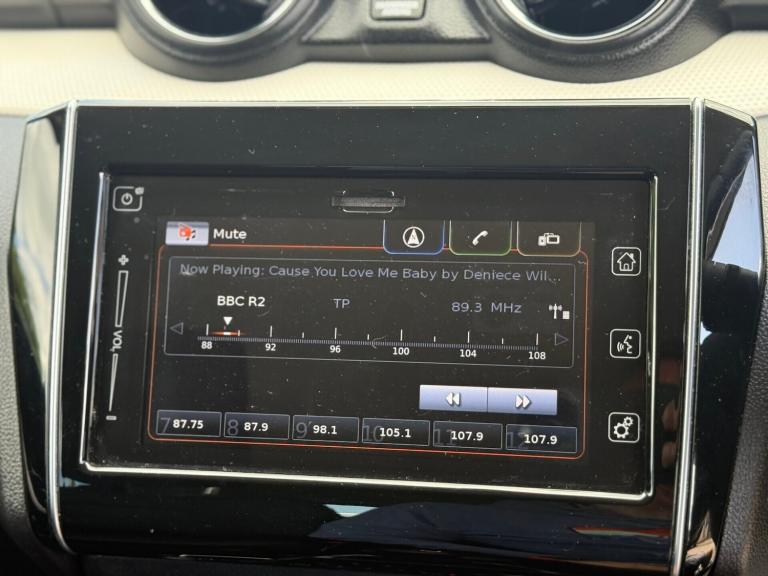 Mute
Now Playing: Cause You Love Me Baby by Deniece Wil...
BBC R2 TP 89.3 MHz
88 92 96 100 104 108
VOL
7 87.75 8 87.9 9 98.1 10 105.1 11 107.9 12 107.9